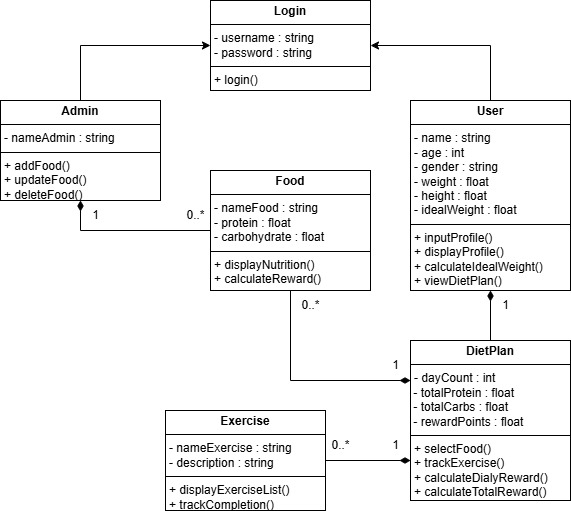 Login
- username : string
- password : string
+ login()
Admin
- nameAdmin : string
+ addFood()
+ updateFood()
+ deleteFood()
1
0..*
Food
- nameFood : string
- protein : float
- carbohydrate : float
+ displayNutrition()
+ calculateReward()
0..*
User
- name : string
- age : int
- gender : string
- weight : float
- height : float
- idealWeight : float
+ inputProfile()
+ displayProfile()
+ calculateIdealWeight()
+ viewDietPlan()
1
1
DietPlan
- dayCount : int
- totalProtein : float
- totalCarbs : float
- rewardPoints : float
+ selectFood()
+ trackExercise()
+ calculateDialyReward()
+ calculateTotalReward()
Exercise
- nameExercise : string
- description : string
+ displayExerciseList()
+ trackCompletion()
0..*
1